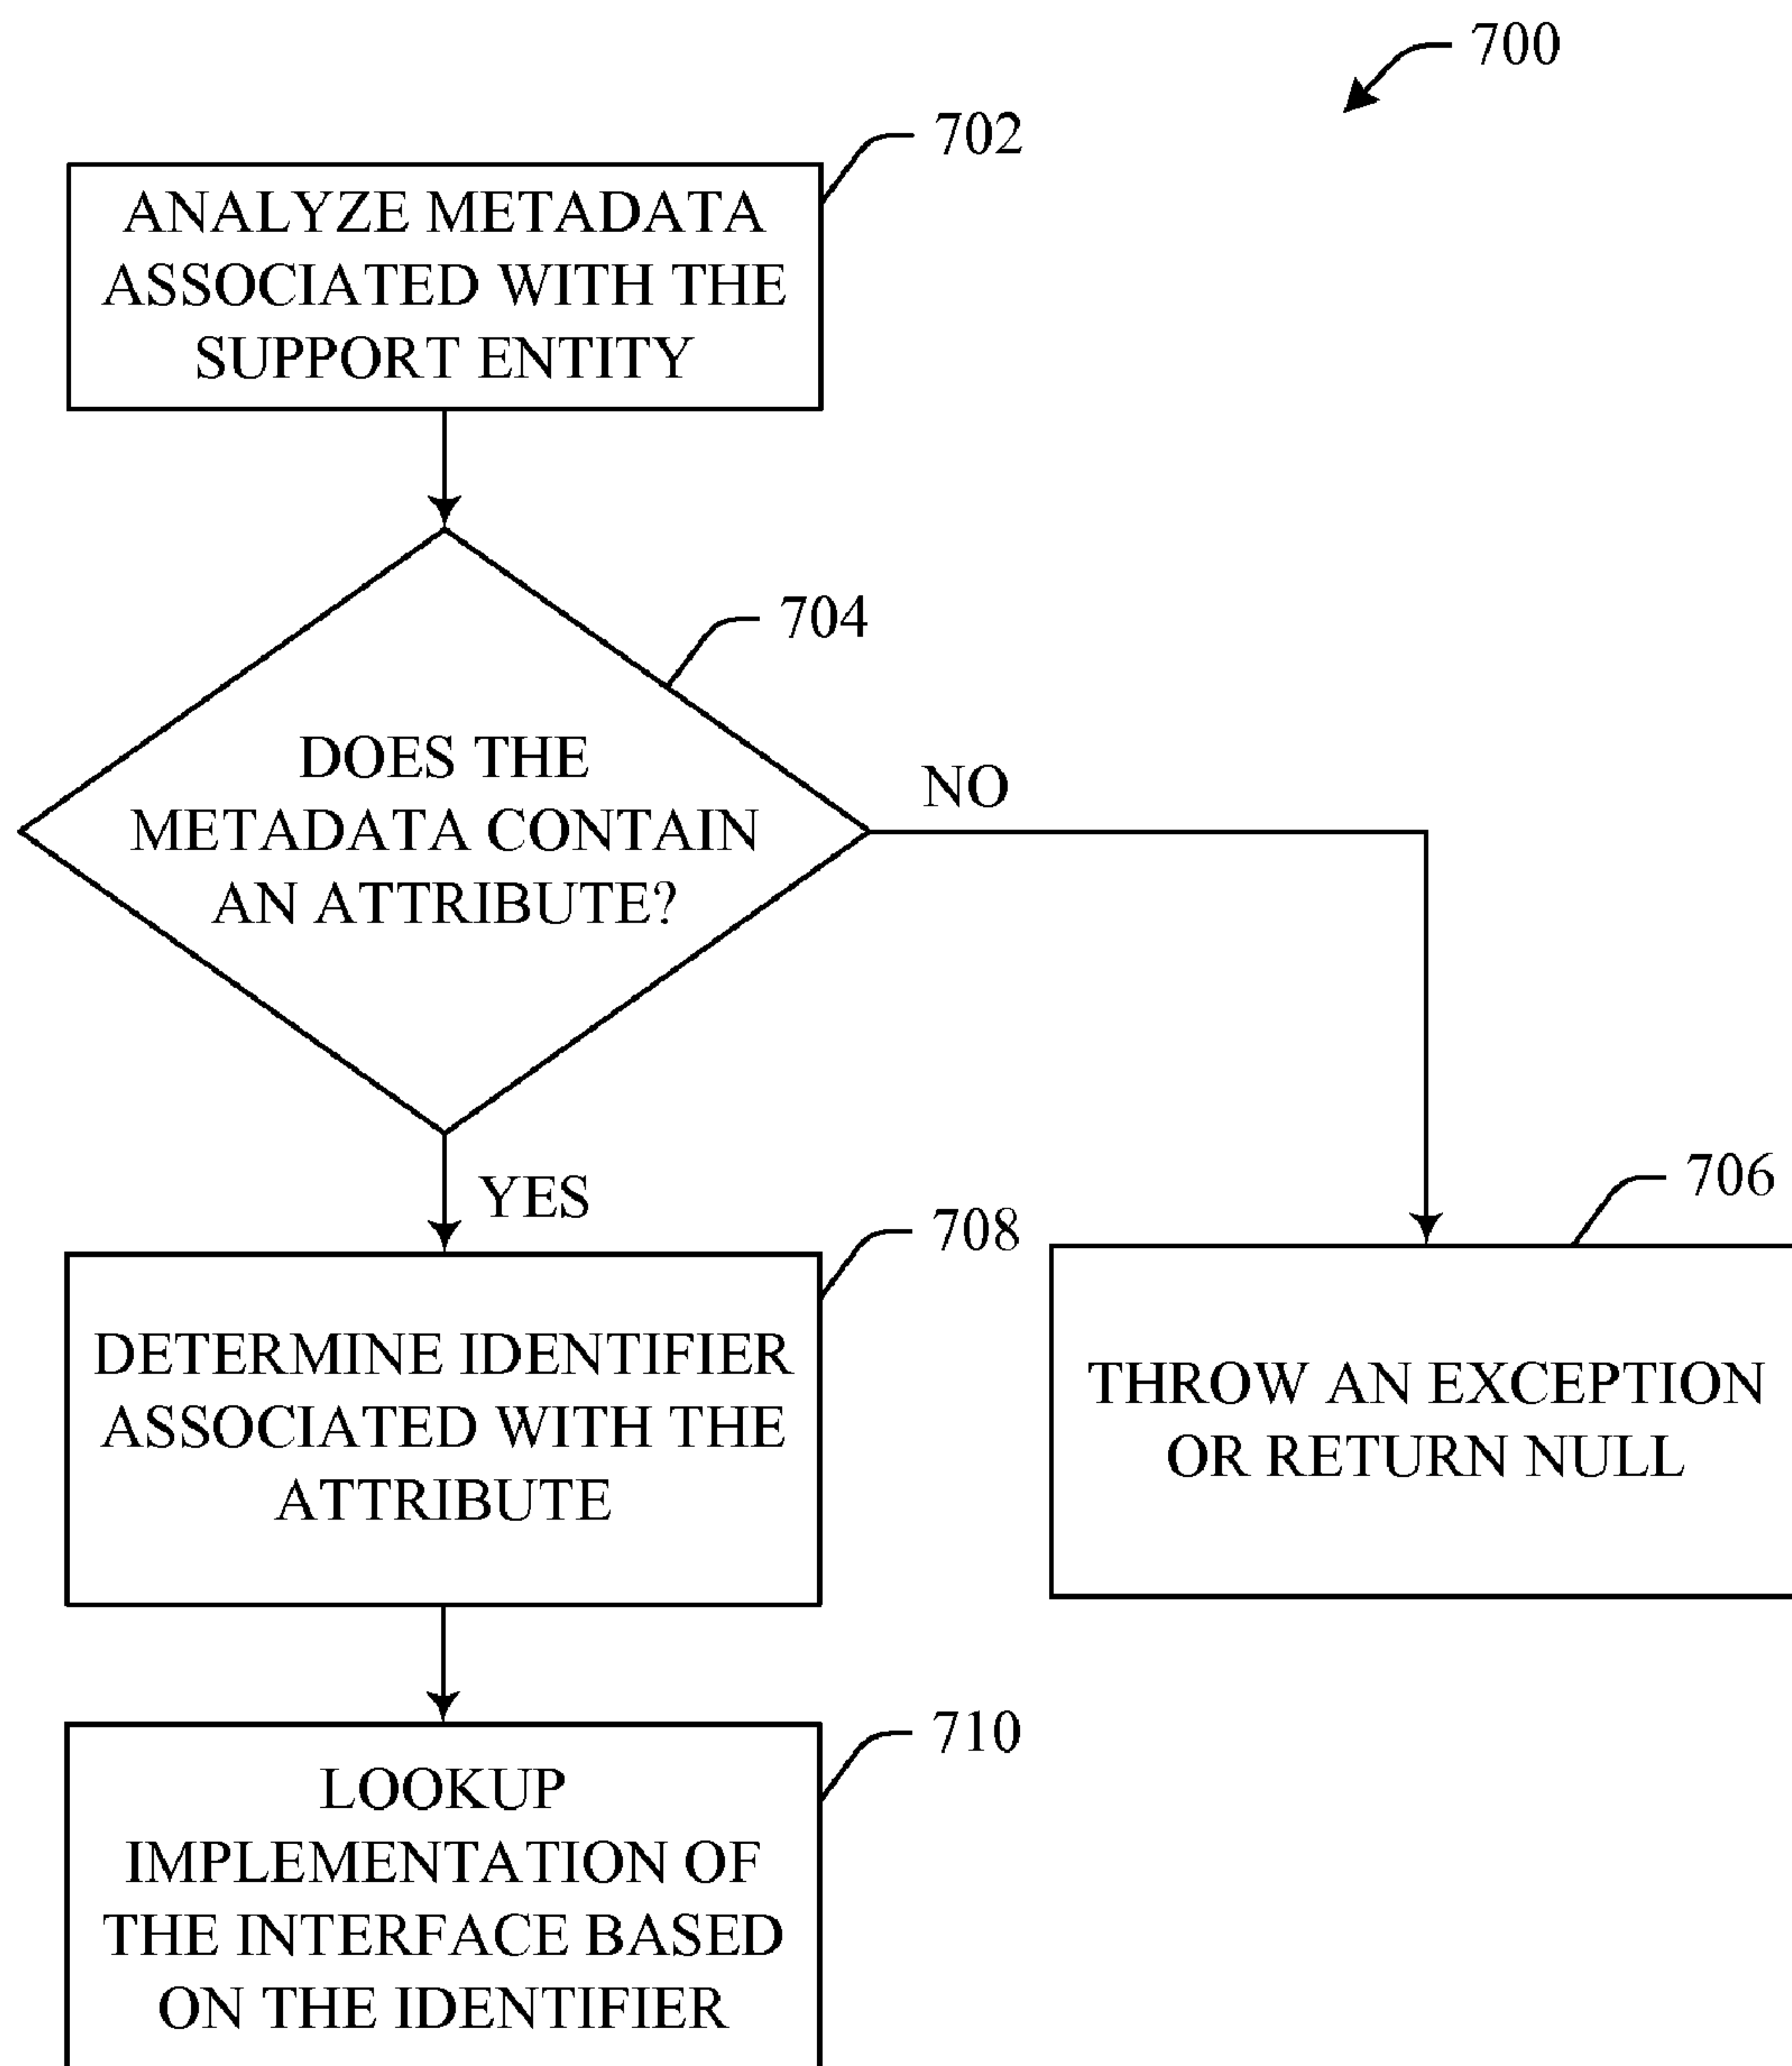 700
702
ANALYZE METADATA
ASSOCIATED WITH THE
SUPPORT ENTITY
704
DOES THE
METADATA CONTAIN
AN ATTRIBUTE?
NO
YES
706
708
DETERMINE IDENTIFIER
ASSOCIATED WITH THE
ATTRIBUTE
THROW AN EXCEPTION
OR RETURN NULL
710
LOOKUP
IMPLEMENTATION OF
THE INTERFACE BASED
ON THE IDENTIFIER